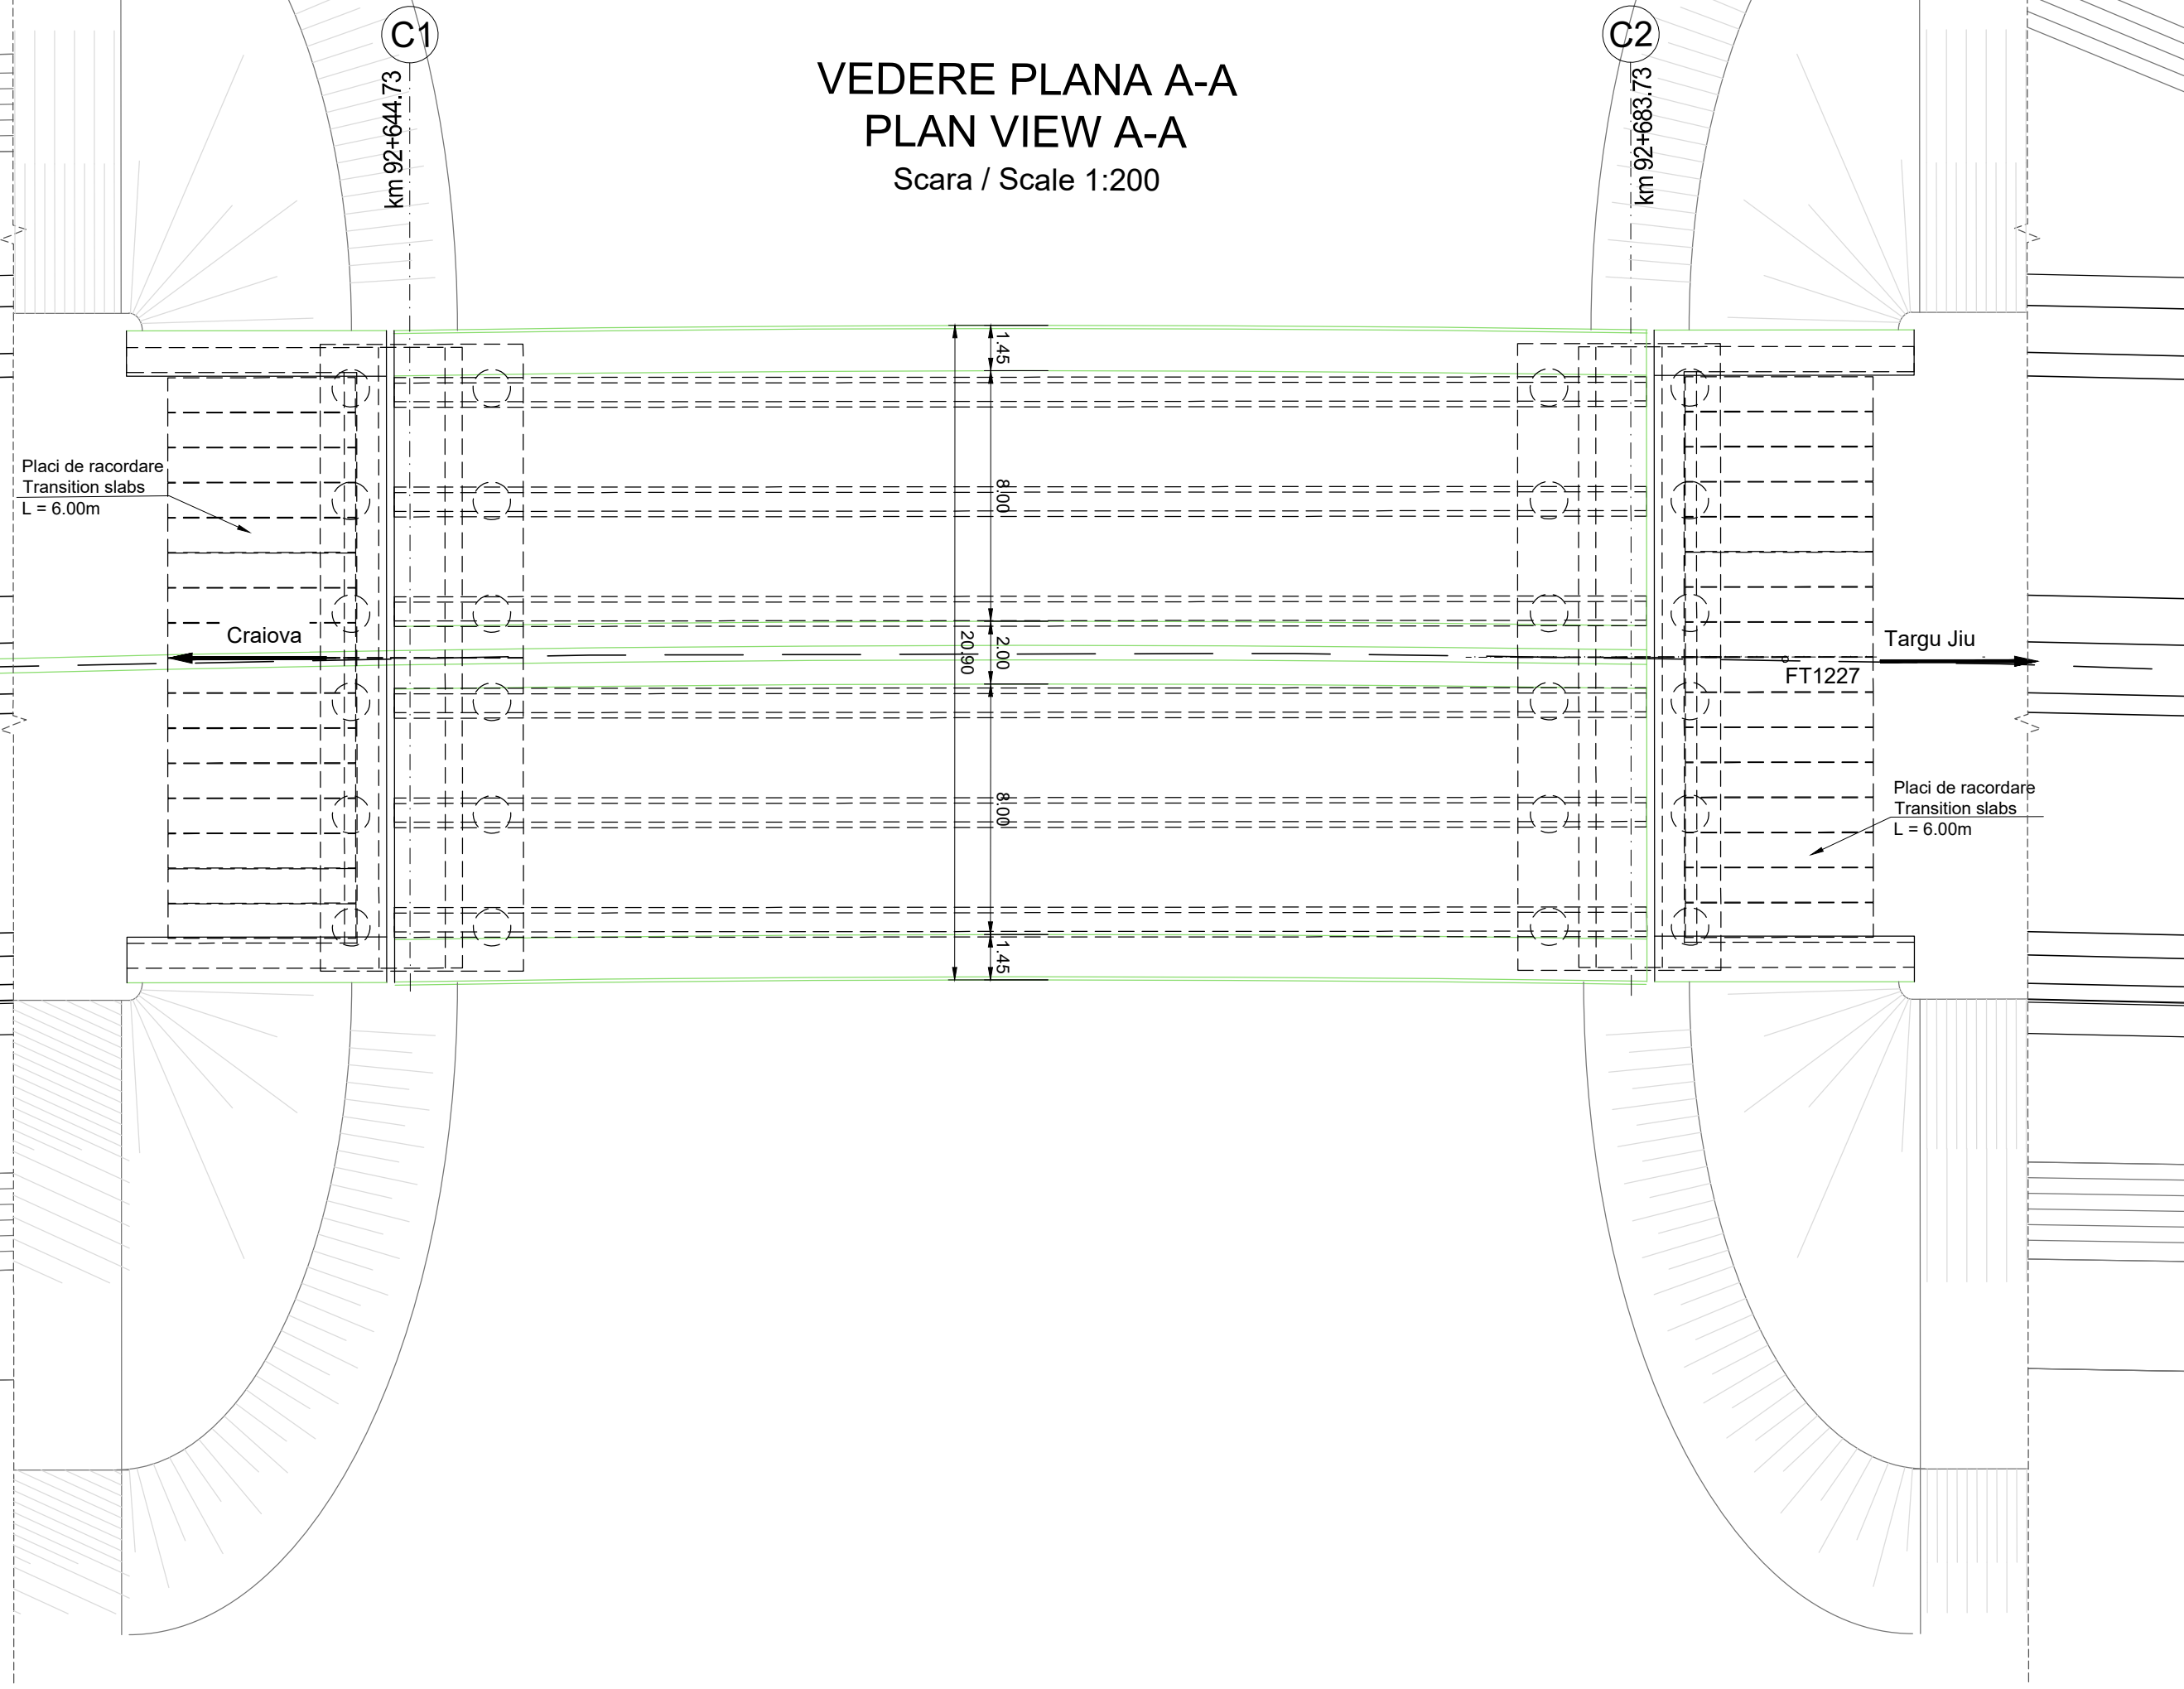 C1
km 92+644.73
VEDERE PLANA A-A
PLAN VIEW A-A
Scara / Scale 1:200
C2
km 92+683.73
1.45
8.00
2.00
20.90
8.00
1.45
Placi de racordare
Transition slabs
L = 6.00m
Craiova
Targu Jiu
FT1227
Placi de racordare
Transition slabs
L = 6.00m